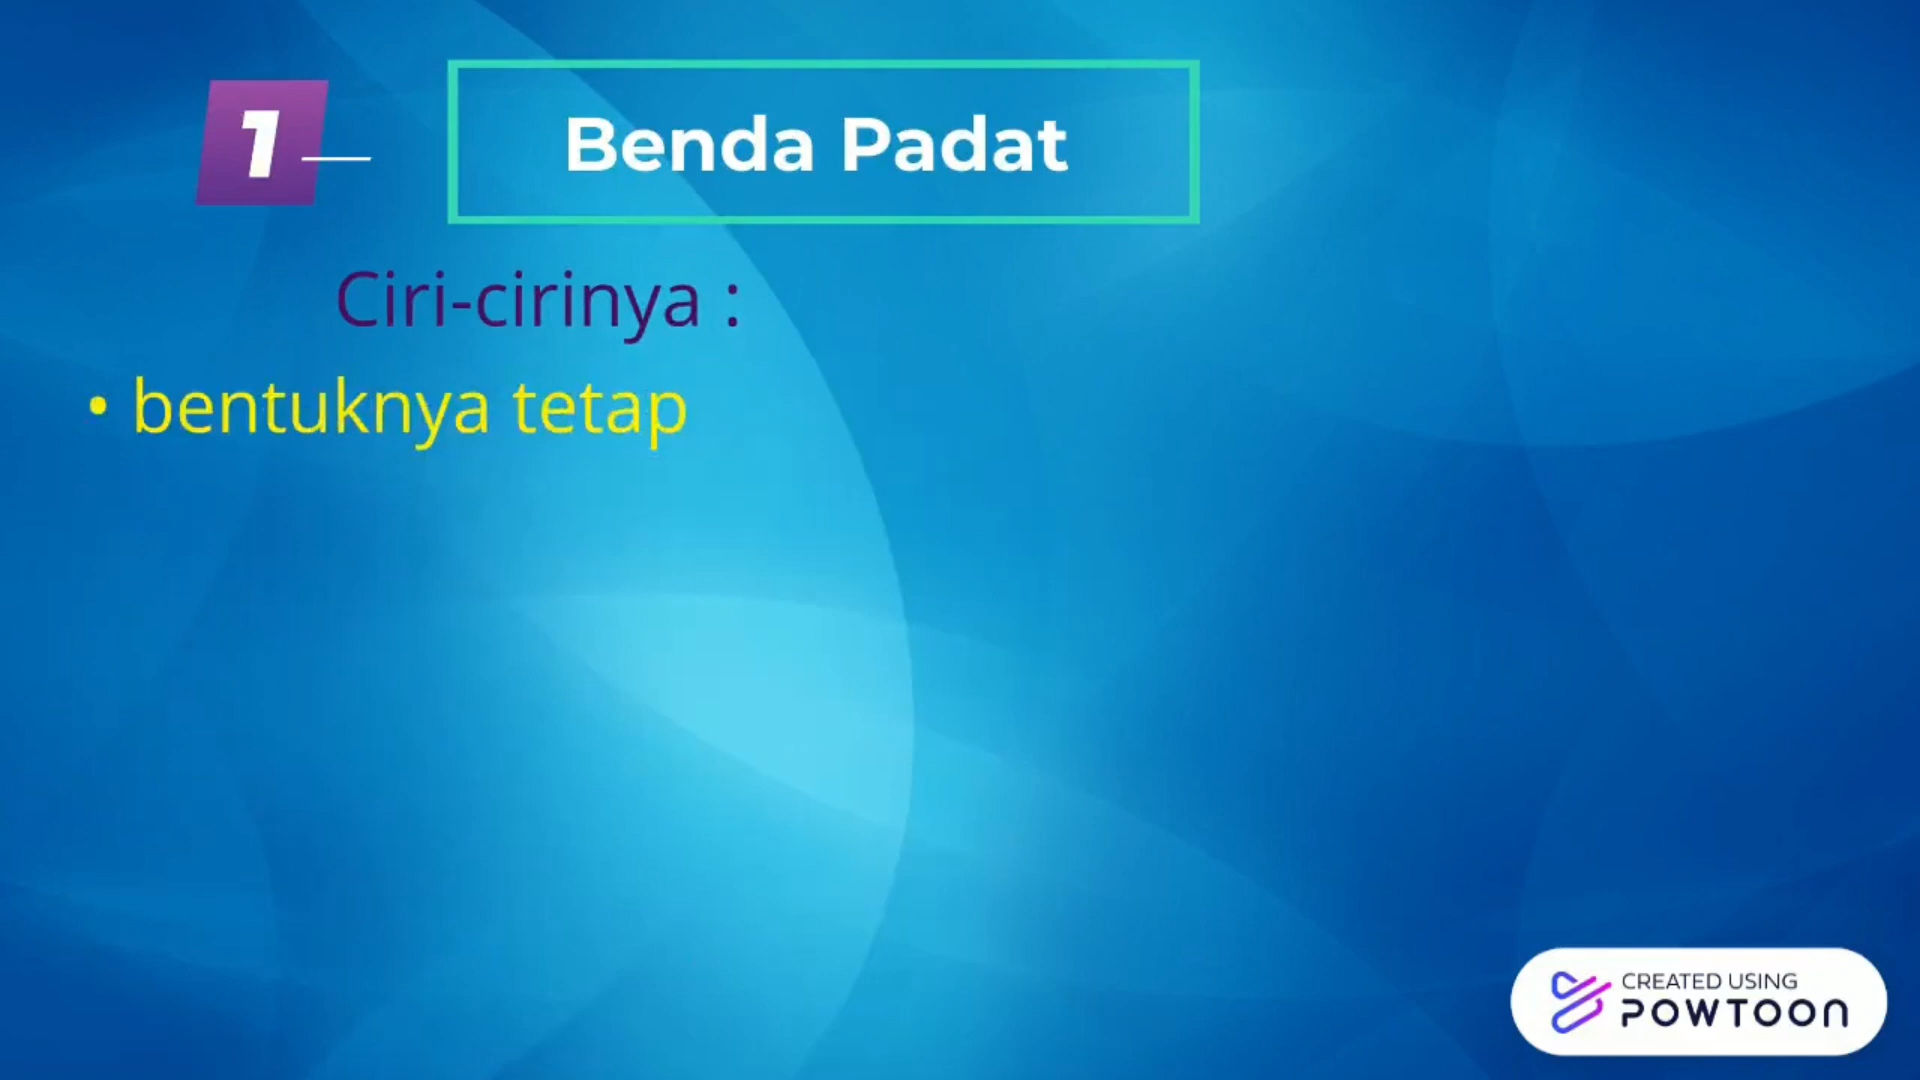 1
Benda Padat
Ciri-cirinya :
• bentuknya tetap
CREATED USING
POWTOON